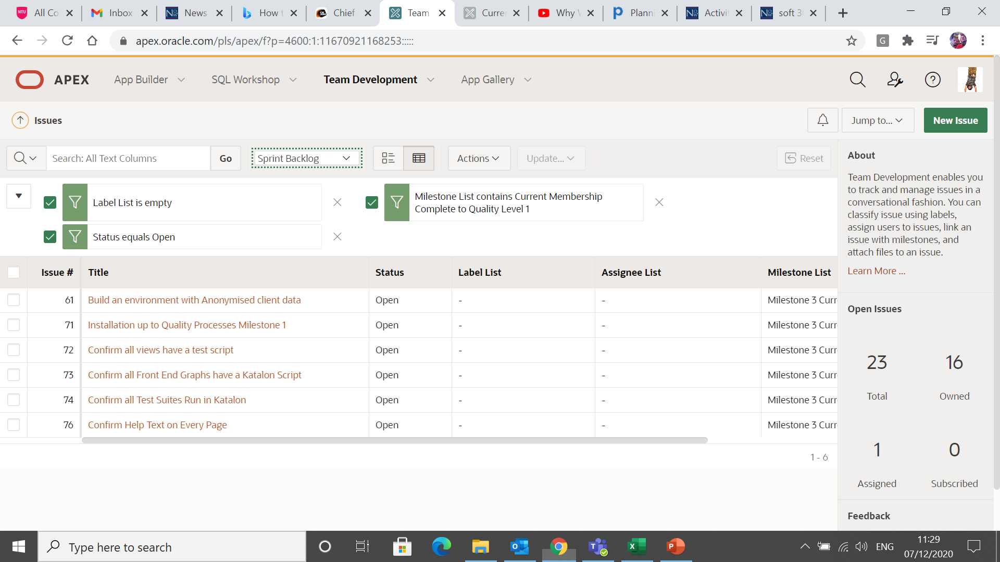 NTU All Co
Inbox
NOW News
How t
Chief
Team
Curre
Why
Planni
NOW Activit
NOW soft 3
apex.oracle.com/pls/apex/f?p=4600:1:11670921168253:::::
G
APEX
App Builder
SQL Workshop
Team Development
App Gallery
Issues
Jump to...
New Issue
Search: All Text Columns
Go
Sprint Backlog
Actions
Update...
Reset
Label List is empty
Milestone List contains Current Membership
Complete to Quality Level 1
Status equals Open
Issue # Title Status Label List Assignee List Milestone List
61 Build an environment with Anonymised client data Open - - Milestone 3 Curr
71 Installation up to Quality Processes Milestone 1 Open - - Milestone 3 Curr
72 Confirm all views have a test script Open - - Milestone 3 Curr
73 Confirm all Front End Graphs have a Katalon Script Open - - Milestone 3 Curr
74 Confirm all Test Suites Run in Katalon Open - - Milestone 3 Curr
76 Confirm Help Text on Every Page Open - - Milestone 3 Curr
1 - 6
About
Team Development enables you
to track and manage issues in a
conversational fashion. You can
classify issue using labels,
assign users to issues, link an
issue with milestones, and
attach files to an issue.
Learn More ...
Open Issues
23 16
Total Owned
1 0
Assigned Subscribed
Feedback
Type here to search
ENG
11:29
07/12/2020